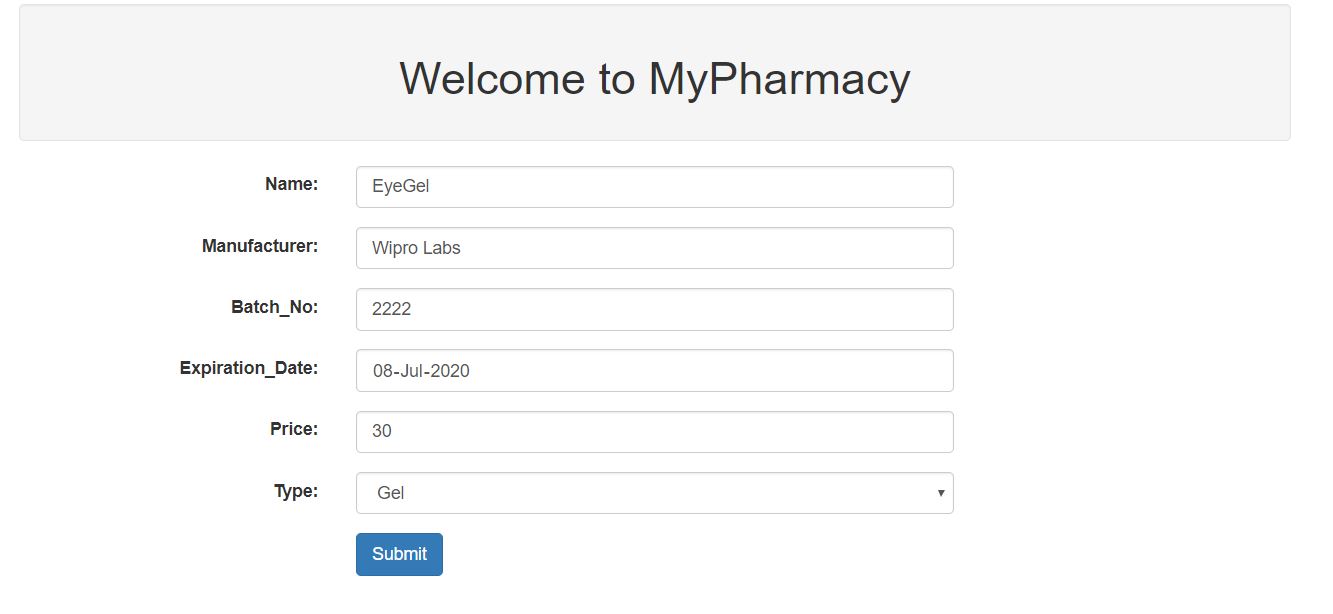 Welcome to MyPharmacy
Name: EyeGel
Manufacturer: Wipro Labs
Batch_No: 2222
Expiration_Date: 08-Jul-2020
Price: 30
Type: Gel
Submit